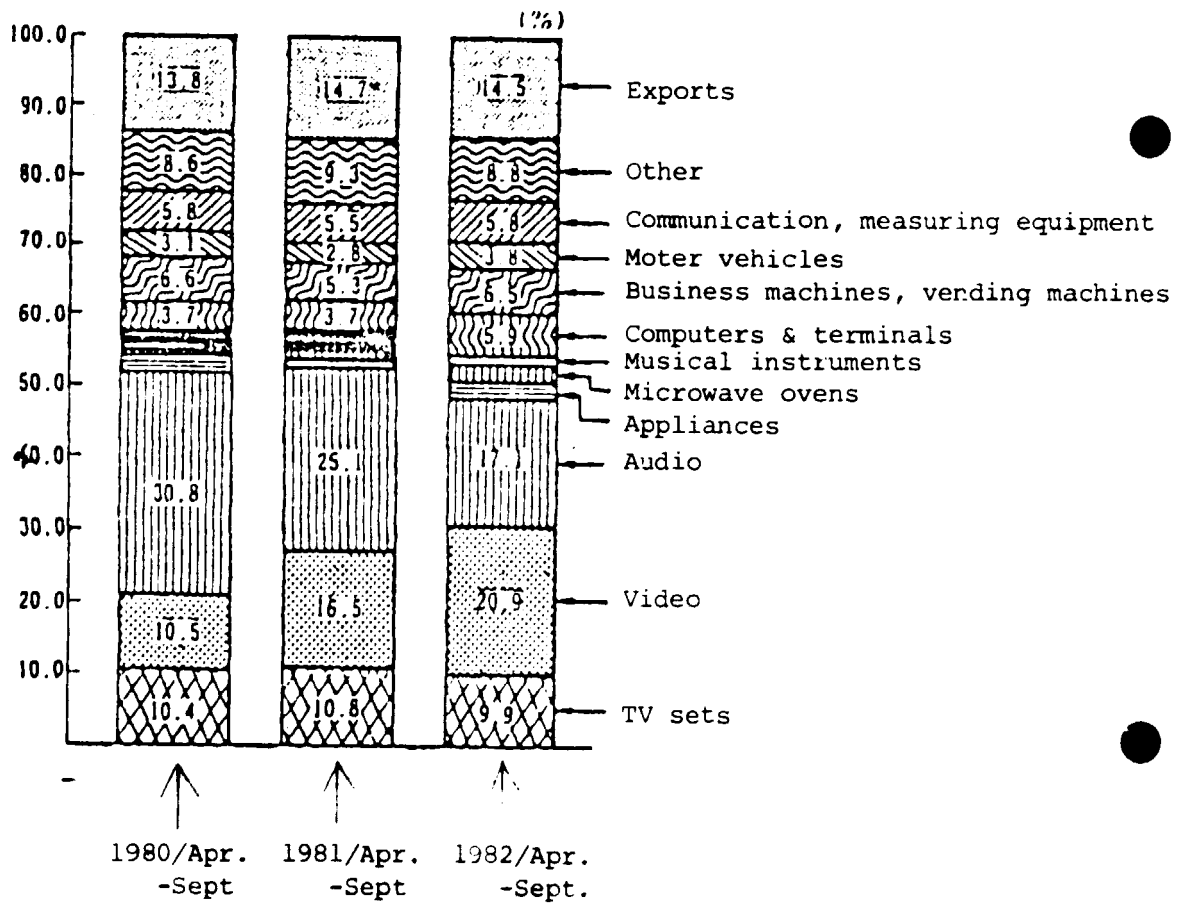 (%)
100.0
90.0
80.0
70.0
60.0
50.0
40.0
30.0
20.0
10.0
13.8
8.6
5.8
3.1
6.6
3.7
30.8
10.5
10.4
14.7*
9.3
5.5
2.8
5.3
3.7
25.1
16.5
10.8
14.5
8.8
5.8
3.8
6.5
5.9
20.9
9.9
Exports
Other
Communication, measuring equipment
Moter vehicles
Business machines, vending machines
Computers & terminals
Musical instruments
Microwave ovens
Appliances
Audio
Video
TV sets
1980/Apr.
-Sept
1981/Apr.
-Sept
1982/Apr.
-Sept.